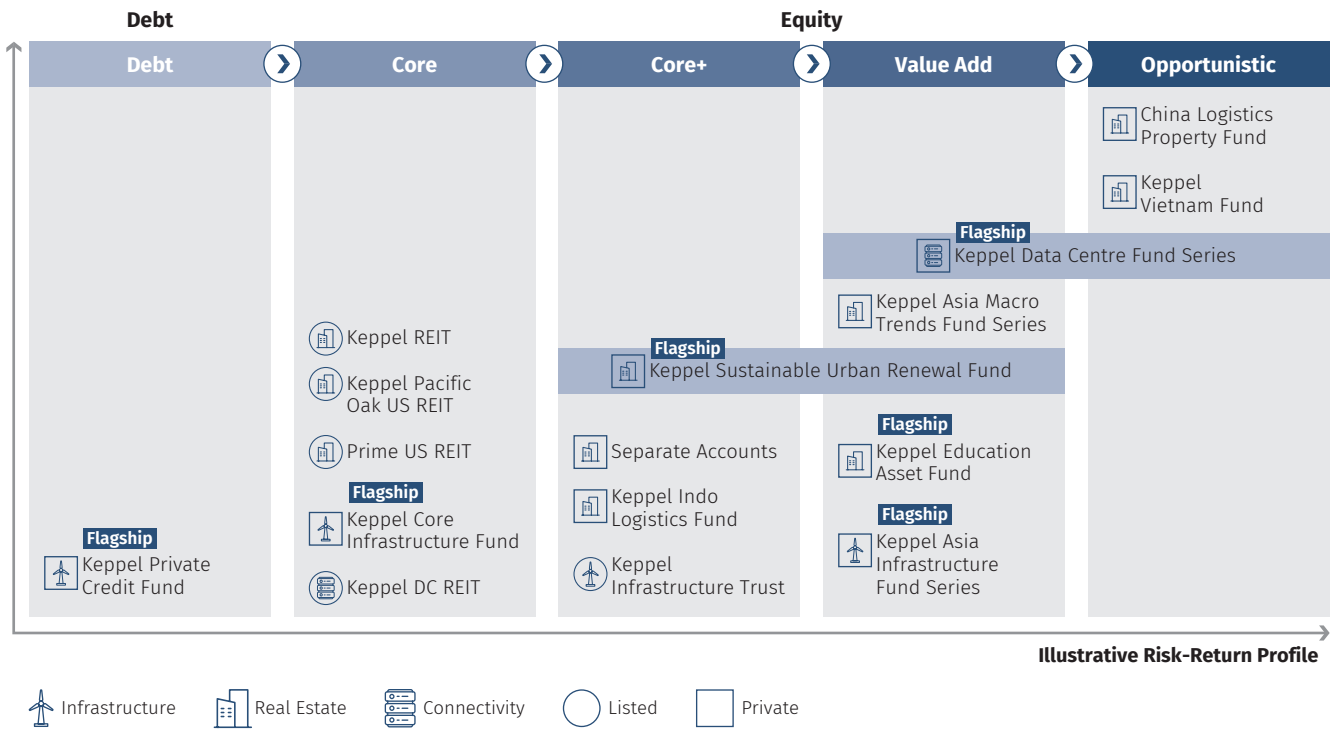 Debt
Equity
Debt
Core
Core+
Value Add
Opportunistic
Flagship
Keppel Private
Credit Fund
Keppel REIT
Keppel Pacific
Oak US REIT
Prime US REIT
Flagship
Keppel Core
Infrastructure Fund
Keppel DC REIT
Flagship
Keppel Sustainable Urban Renewal Fund
Separate Accounts
Keppel Indo
Logistics Fund
Keppel
Infrastructure Trust
Flagship
Keppel Data Centre Fund Series
Keppel Asia Macro
Trends Fund Series
Flagship
Keppel Education
Asset Fund
Flagship
Keppel Asia
Infrastructure
Fund Series
China Logistics
Property Fund
Keppel
Vietnam Fund
Illustrative Risk-Return Profile
Infrastructure
Real Estate
Connectivity
Listed
Private